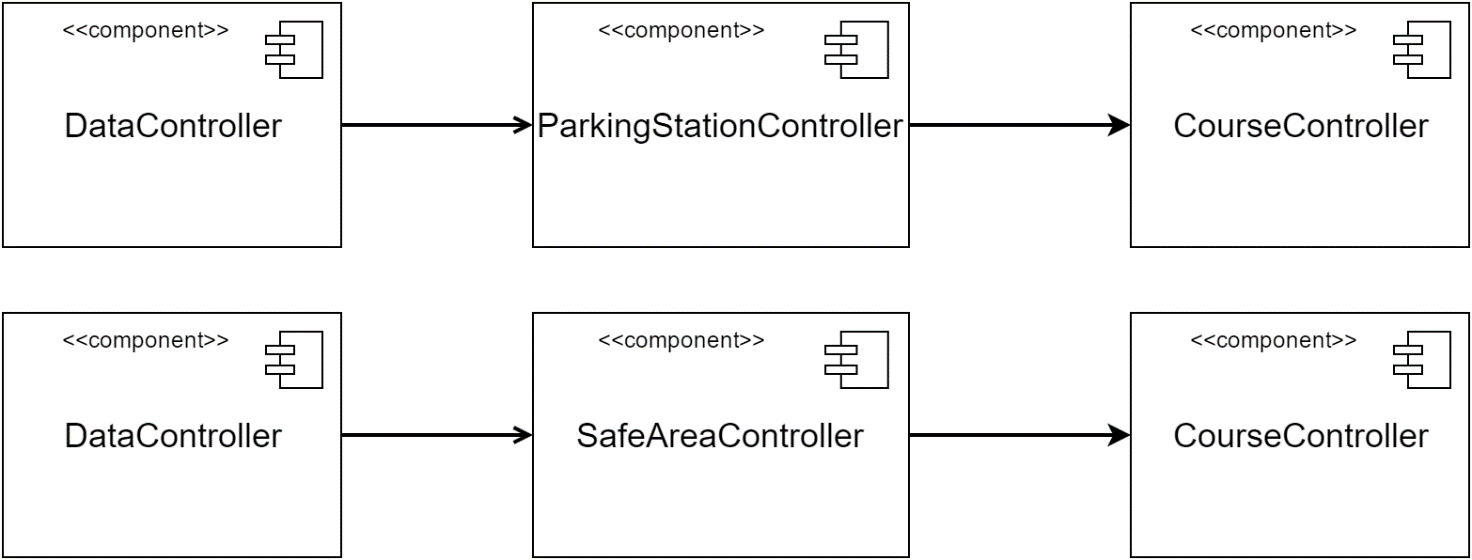 <<component>>
DataController
<<component>>
ParkingStationController
<<component>>
CourseController
<<component>>
DataController
<<component>>
SafeAreaController
<<component>>
CourseController